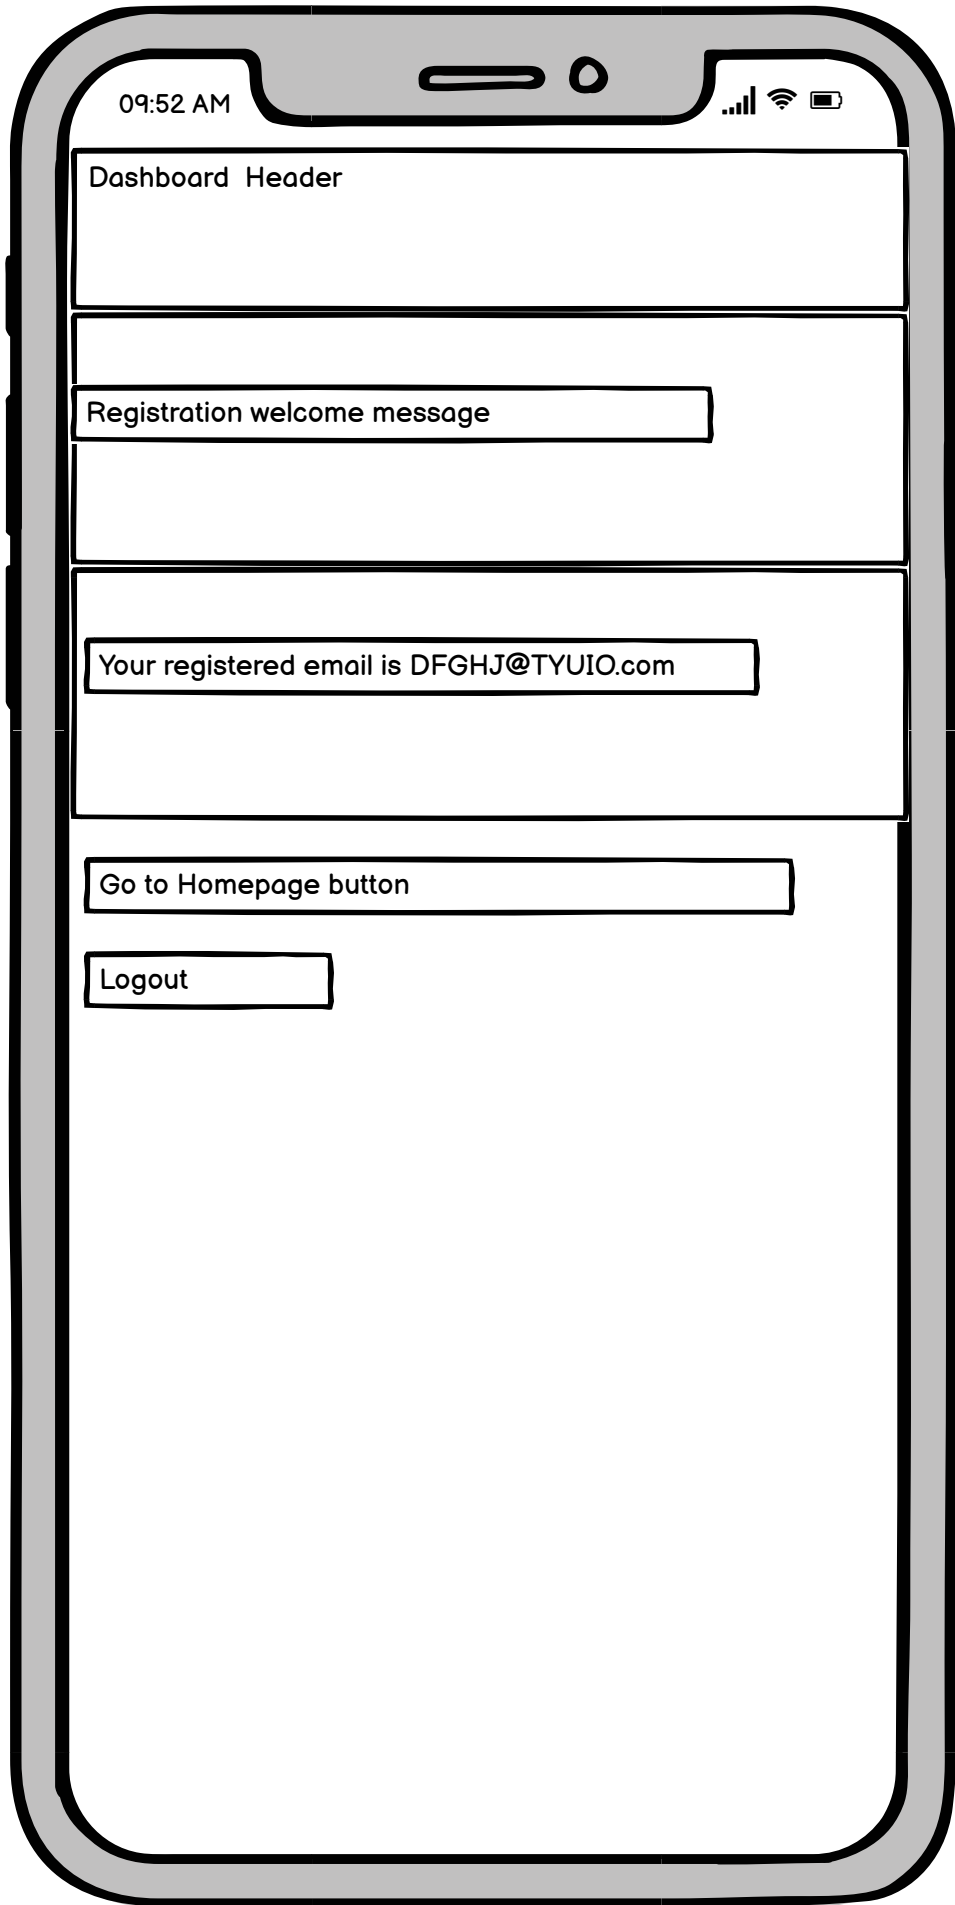 09:52 AM
Dashboard Header
Registration welcome message
Your registered email is DFGHJ@TYUIO.com
Go to Homepage button
Logout